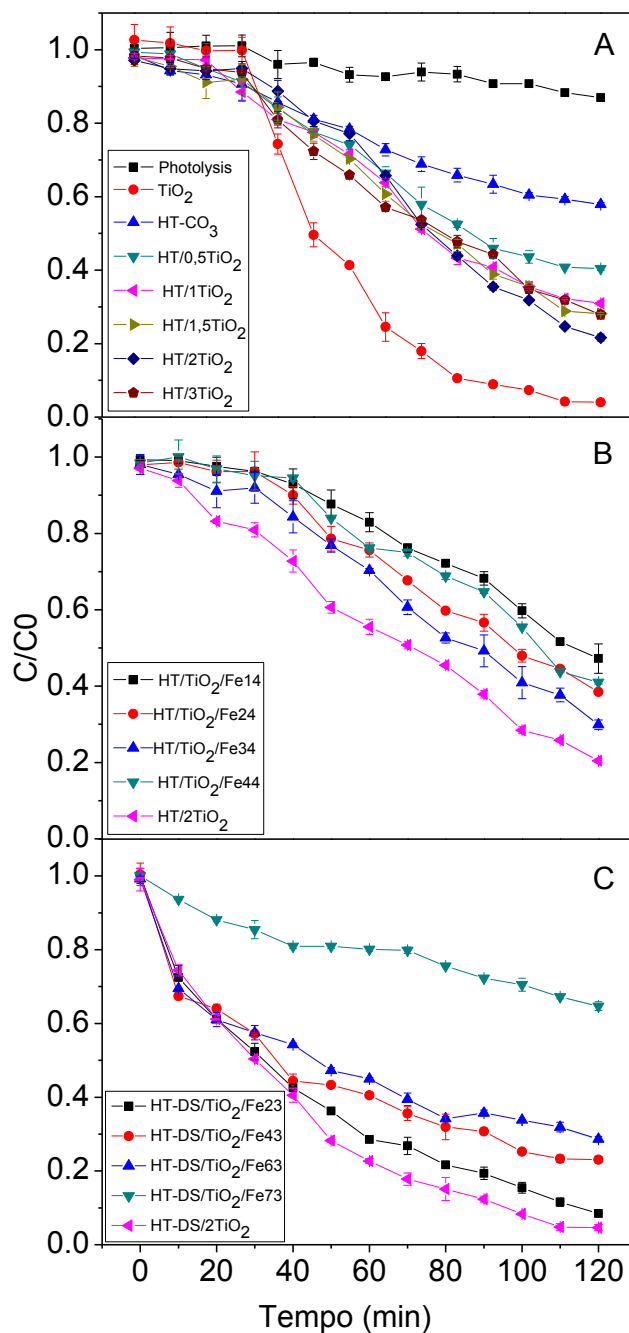 A
1.0
0.8
0.6
0.4
0.2
0.0
Photolysis
TiO2
HT-CO3
HT/0,5TiO2
HT/1TiO2
HT/1,5TiO2
HT/2TiO2
HT/3TiO2
B
1.0
0.8
0.6
0.4
0.2
0.0
C/C0
HT/TiO2/Fe14
HT/TiO2/Fe24
HT/TiO2/Fe34
HT/TiO2/Fe44
HT/2TiO2
C
1.0
0.8
0.6
0.4
0.2
0.0
HT-DS/TiO2/Fe23
HT-DS/TiO2/Fe43
HT-DS/TiO2/Fe63
HT-DS/TiO2/Fe73
HT-DS/2TiO2
0 20 40 60 80 100 120
Tempo (min)